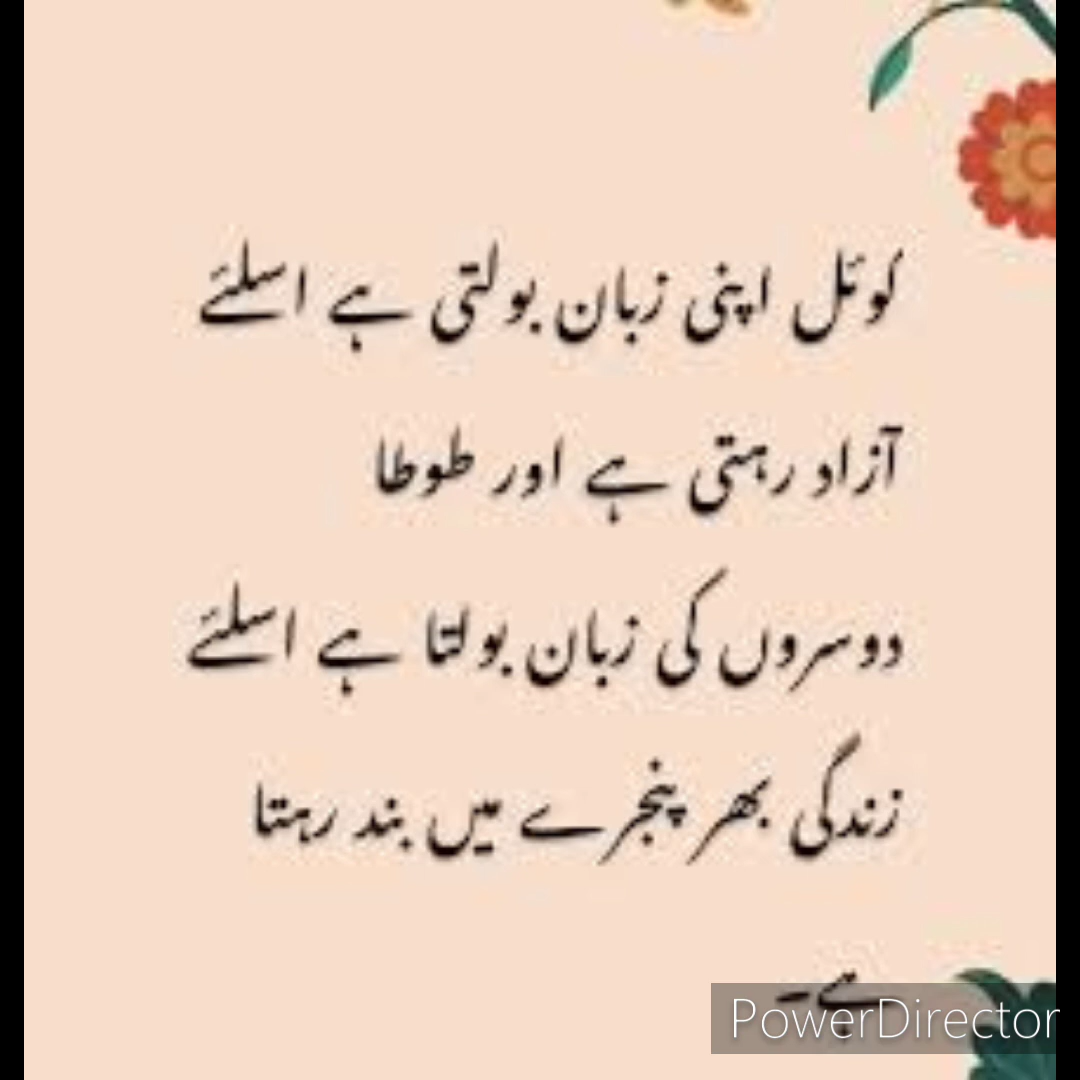 کوئل اپنی زبان بولتی ہے اسلئے
آزاد رہتی ہے اور طوطا
دوسروں کی زبان بولتا ہے اسلئے
زندگی بھر پنجرے میں بند رہتا
ہے۔
PowerDirector